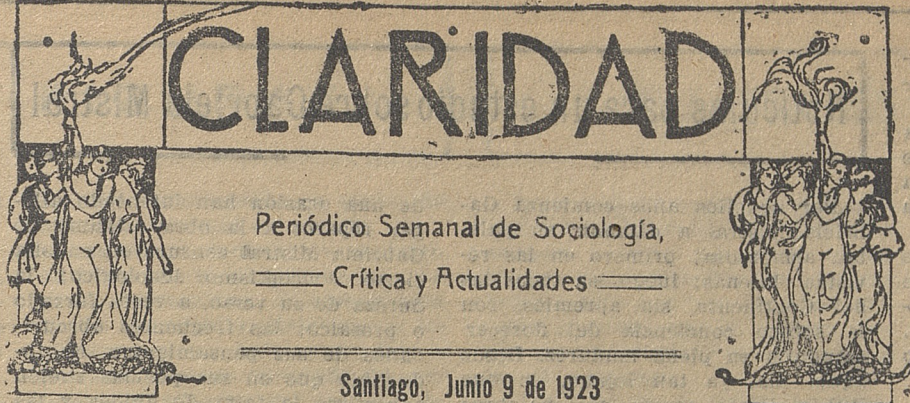 CLARIDAD
Periódico Semanal de Sociología,
Crítica y Actualidades
Santiago, Junio 9 de 1923